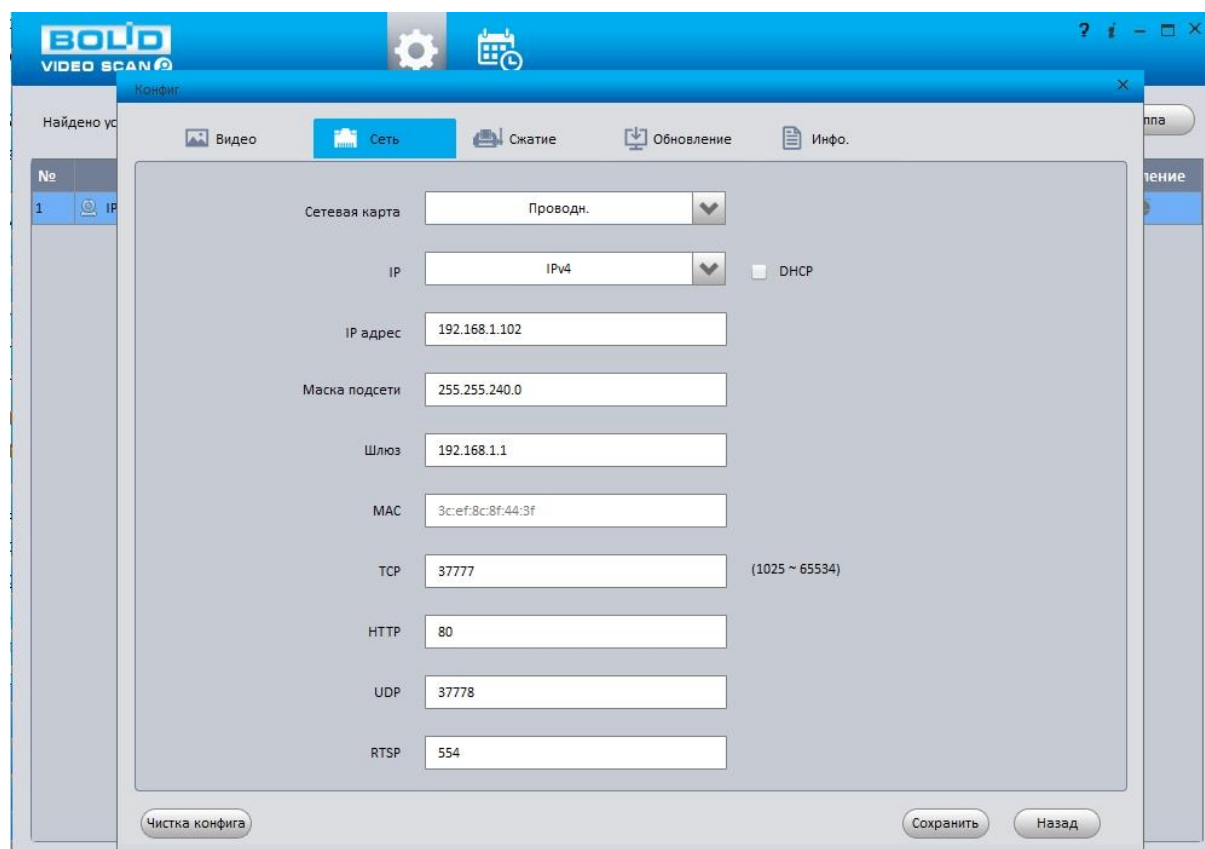 BOLID
VIDEO SCAN
? i
Конфиг
Найдено ус
ппа
Видео
Сеть
Сжатие
Обновление
Инфо.
№
ление
1 IP
Сетевая карта Проводн.
IP IPv4 DHCP
IP адрес 192.168.1.102
Маска подсети 255.255.240.0
Шлюз 192.168.1.1
MAC 3c:ef:8c:8f:44:3f
TCP 37777 (1025 ~ 65534)
HTTP 80
UDP 37778
RTSP 554
Чистка конфига
Сохранить
Назад